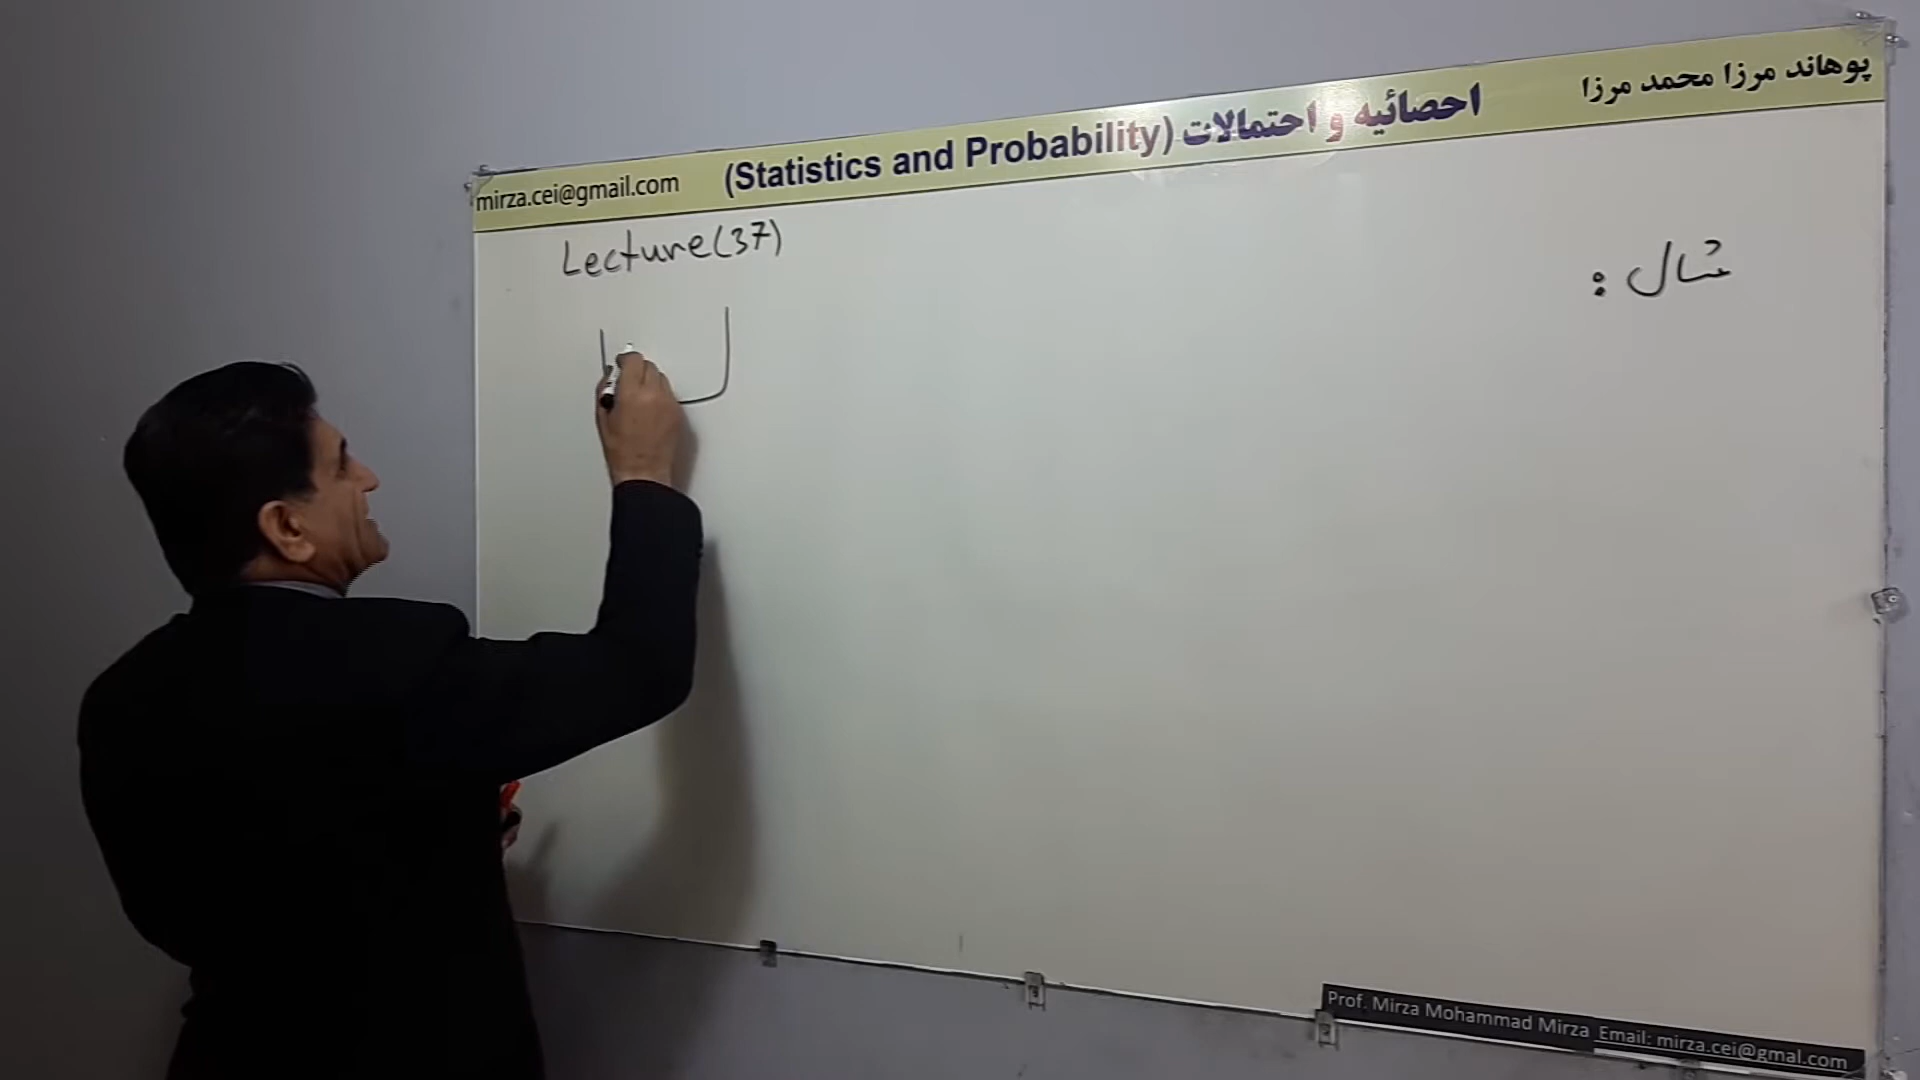 پوهاند مرزا محمد مرزا
احصائیه و احتمالات (Statistics and Probability)
mirza.cei@gmail.com
Lecture(37)
مثال :
Prof. Mirza Mohammad Mirza Email: mirza.cei@gmal.com